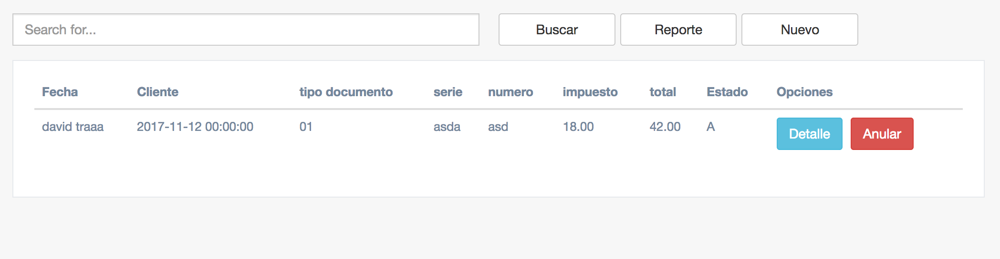 Search for... Buscar Reporte Nuevo
Fecha Cliente tipo documento serie numero impuesto total Estado Opciones
david traaa 2017-11-12 00:00:00 01 asda asd 18.00 42.00 A Detalle Anular